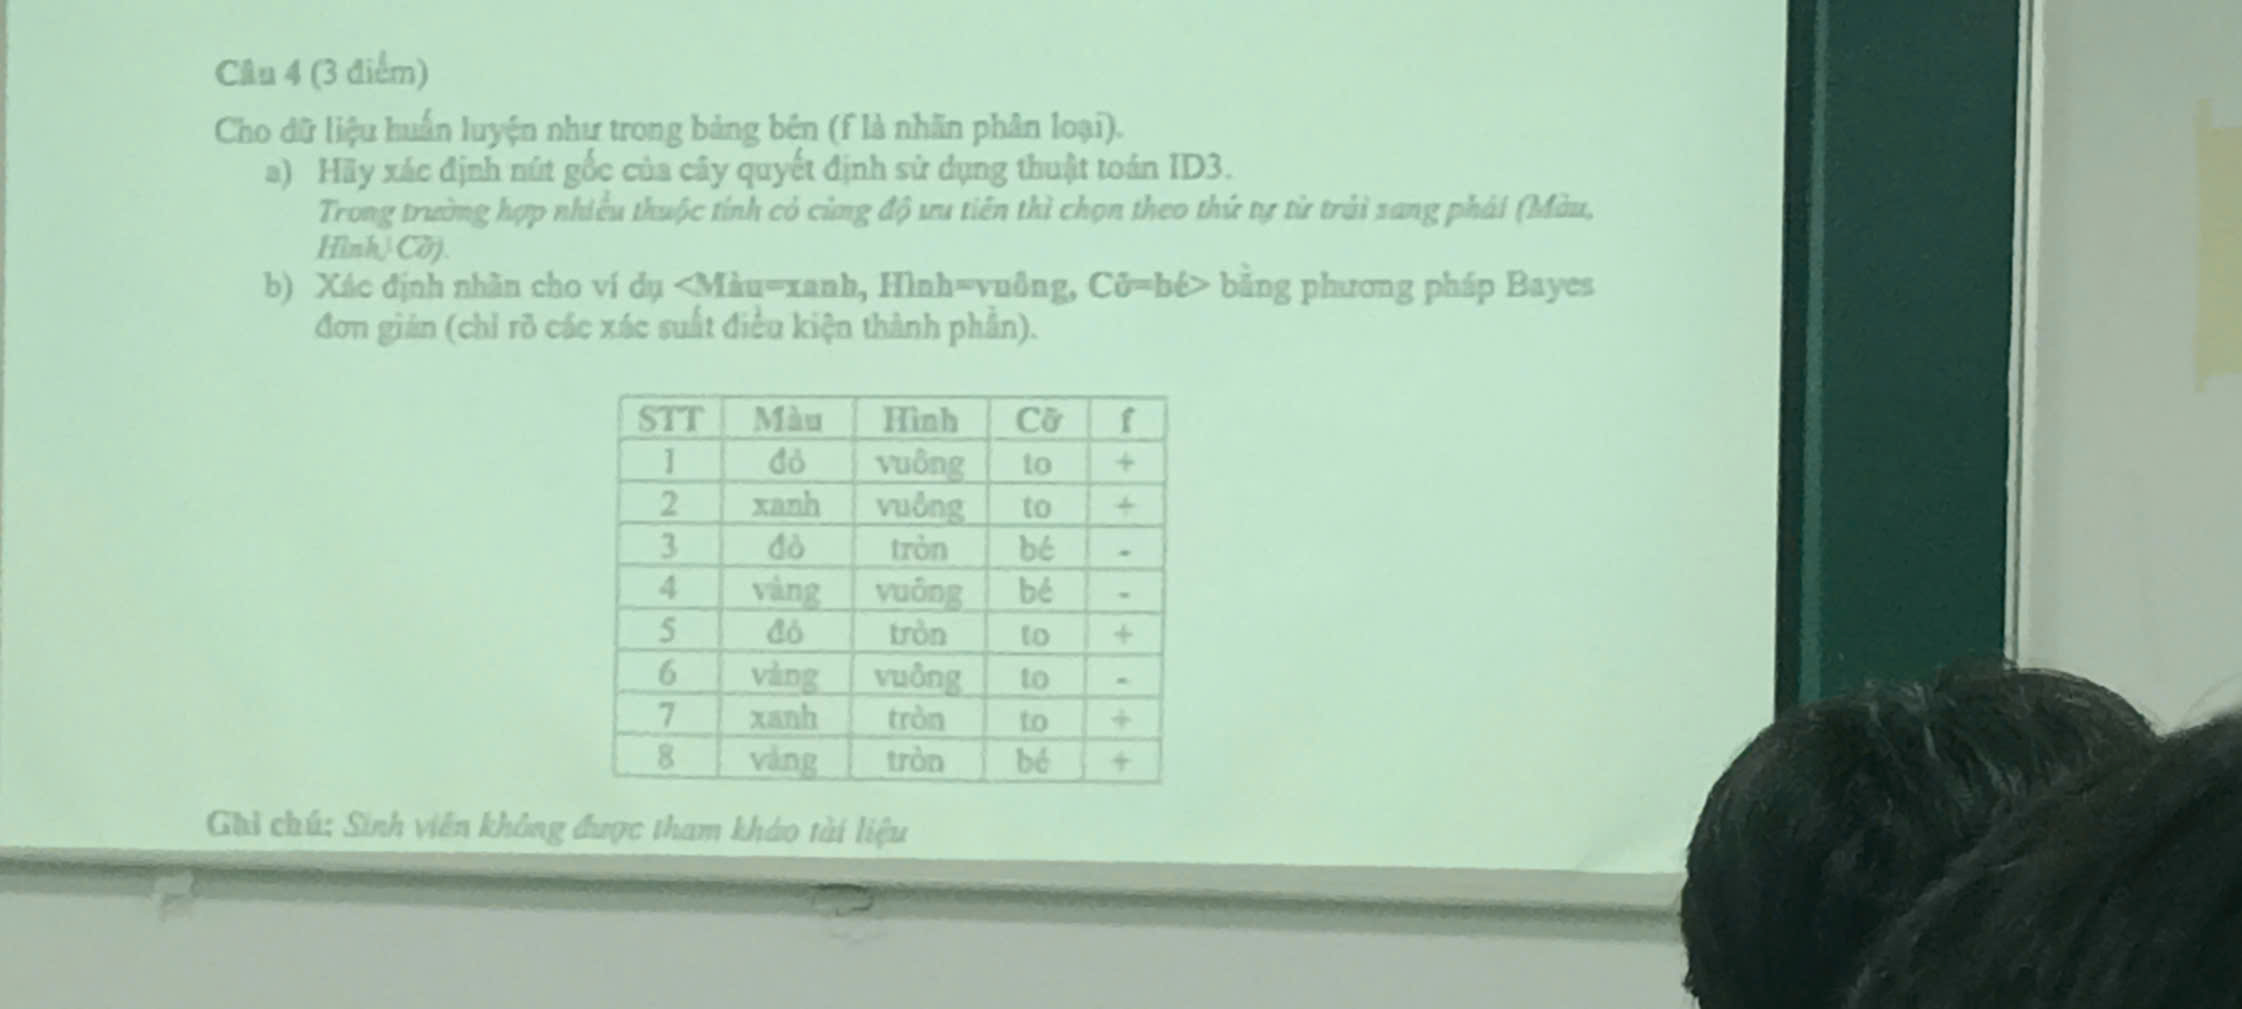 Câu 4 (3 điểm)
Cho dữ liệu huấn luyện như trong bảng bên (f là nhãn phân loại).
a) Hãy xác định nút gốc của cây quyết định sử dụng thuật toán ID3.
Trong trường hợp nhiều thuộc tính có cùng độ ưu tiên thì chọn theo thứ tự từ trái sang phải (Màu,
Hình, Cỡ).
b) Xác định nhãn cho ví dụ <Màu=xanh, Hình=vuông, Cỡ=bé> bằng phương pháp Bayes
đơn giản (chỉ rõ các xác suất điều kiện thành phần).
STT Màu Hình Cỡ f
1 đỏ vuông to +
2 xanh vuông to +
3 đỏ tròn bé -
4 vàng vuông bé -
5 đỏ tròn to +
6 vàng vuông to -
7 xanh tròn to +
8 vàng tròn bé +
Ghi chú: Sinh viên không được tham khảo tài liệu